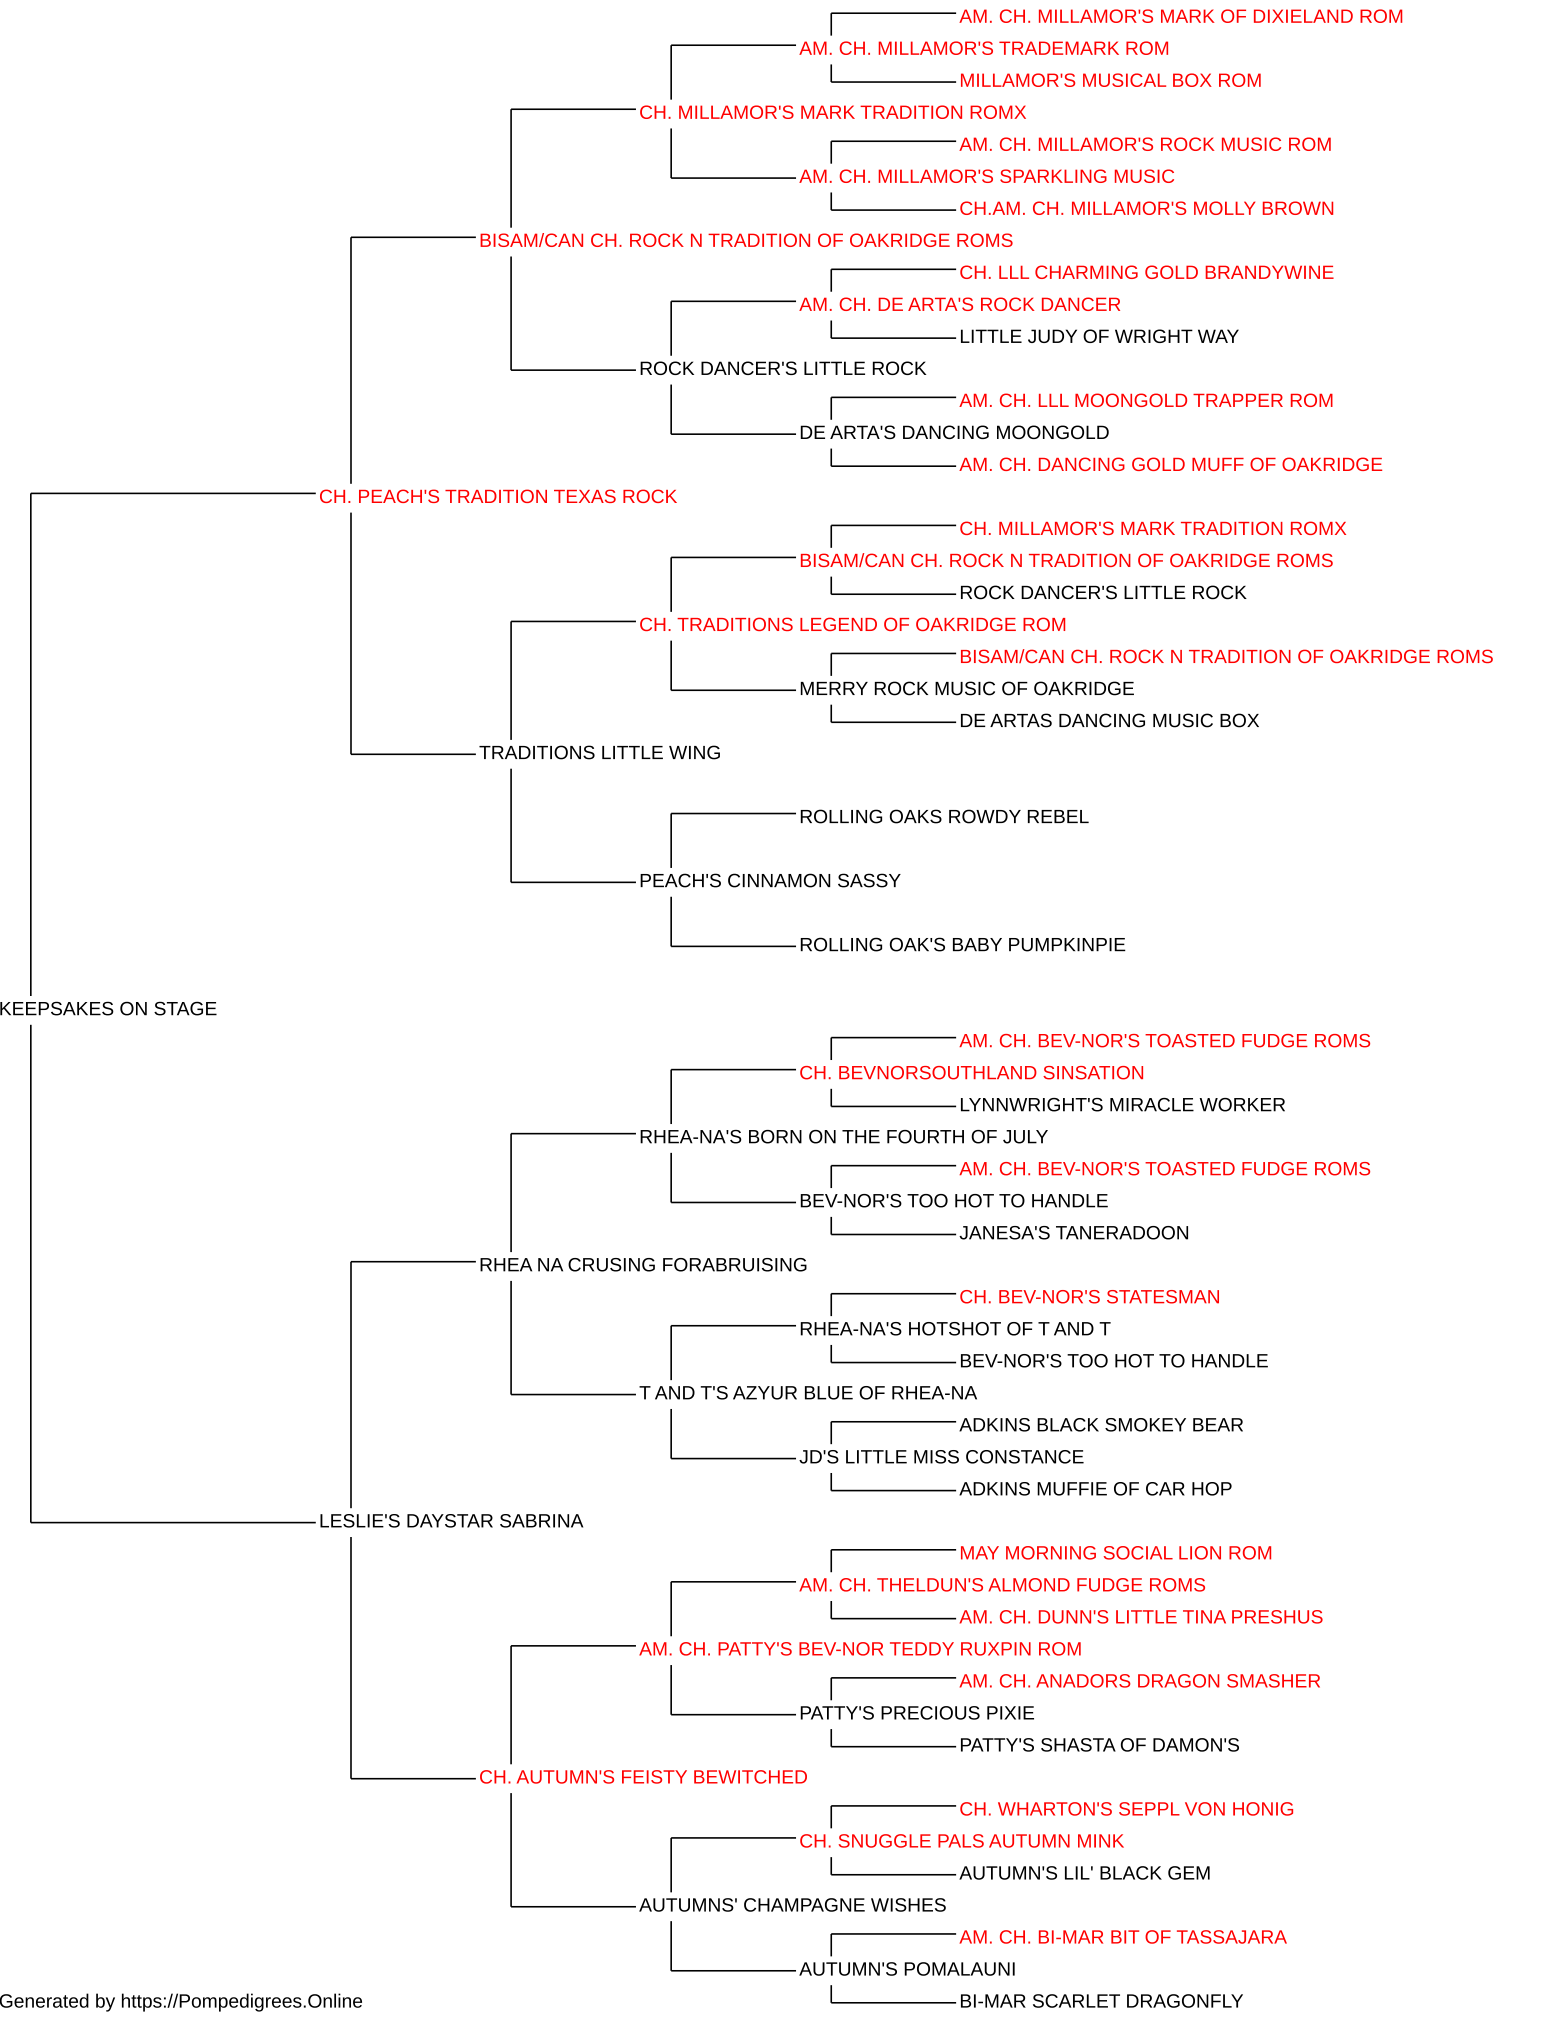 AM. CH. MILLAMOR'S MARK OF DIXIELAND ROM
AM. CH. MILLAMOR'S TRADEMARK ROM
MILLAMOR'S MUSICAL BOX ROM
CH. MILLAMOR'S MARK TRADITION ROMX
AM. CH. MILLAMOR'S ROCK MUSIC ROM
AM. CH. MILLAMOR'S SPARKLING MUSIC
CH.AM. CH. MILLAMOR'S MOLLY BROWN
BISAM/CAN CH. ROCK N TRADITION OF OAKRIDGE ROMS
CH. LLL CHARMING GOLD BRANDYWINE
AM. CH. DE ARTA'S ROCK DANCER
LITTLE JUDY OF WRIGHT WAY
ROCK DANCER'S LITTLE ROCK
AM. CH. LLL MOONGOLD TRAPPER ROM
DE ARTA'S DANCING MOONGOLD
AM. CH. DANCING GOLD MUFF OF OAKRIDGE
CH. PEACH'S TRADITION TEXAS ROCK
CH. MILLAMOR'S MARK TRADITION ROMX
BISAM/CAN CH. ROCK N TRADITION OF OAKRIDGE ROMS
ROCK DANCER'S LITTLE ROCK
CH. TRADITIONS LEGEND OF OAKRIDGE ROM
BISAM/CAN CH. ROCK N TRADITION OF OAKRIDGE ROMS
MERRY ROCK MUSIC OF OAKRIDGE
DE ARTAS DANCING MUSIC BOX
TRADITIONS LITTLE WING
ROLLING OAKS ROWDY REBEL
PEACH'S CINNAMON SASSY
ROLLING OAK'S BABY PUMPKINPIE
KEEPSAKES ON STAGE
AM. CH. BEV-NOR'S TOASTED FUDGE ROMS
CH. BEVNORSOUTHLAND SINSATION
LYNNWRIGHT'S MIRACLE WORKER
RHEA-NA'S BORN ON THE FOURTH OF JULY
AM. CH. BEV-NOR'S TOASTED FUDGE ROMS
BEV-NOR'S TOO HOT TO HANDLE
JANESA'S TANERADOON
RHEA NA CRUSING FORABRUISING
CH. BEV-NOR'S STATESMAN
RHEA-NA'S HOTSHOT OF T AND T
BEV-NOR'S TOO HOT TO HANDLE
T AND T'S AZYUR BLUE OF RHEA-NA
ADKINS BLACK SMOKEY BEAR
JD'S LITTLE MISS CONSTANCE
ADKINS MUFFIE OF CAR HOP
LESLIE'S DAYSTAR SABRINA
MAY MORNING SOCIAL LION ROM
AM. CH. THELDUN'S ALMOND FUDGE ROMS
AM. CH. DUNN'S LITTLE TINA PRESHUS
AM. CH. PATTY'S BEV-NOR TEDDY RUXPIN ROM
AM. CH. ANADORS DRAGON SMASHER
PATTY'S PRECIOUS PIXIE
PATTY'S SHASTA OF DAMON'S
CH. AUTUMN'S FEISTY BEWITCHED
CH. WHARTON'S SEPPL VON HONIG
CH. SNUGGLE PALS AUTUMN MINK
AUTUMN'S LIL' BLACK GEM
AUTUMNS' CHAMPAGNE WISHES
AM. CH. BI-MAR BIT OF TASSAJARA
AUTUMN'S POMALAUNI
BI-MAR SCARLET DRAGONFLY
Generated by https://Pompedigrees.Online